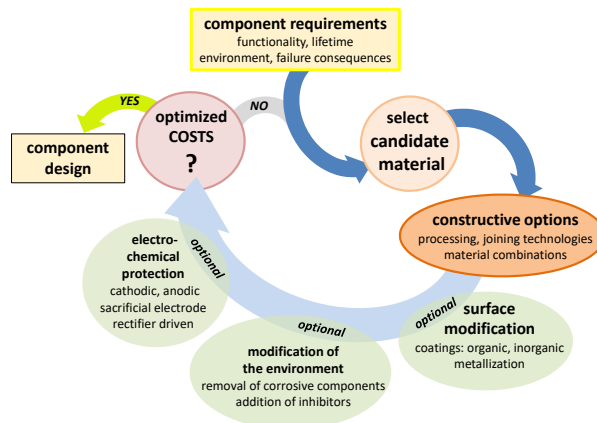 component requirements
functionality, lifetime
environment, failure consequences
YES
NO
optimized
COSTS
?
select
candidate
material
component
design
constructive options
processing, joining technologies
material combinations
electro-
chemical
protection
cathodic, anodic
sacrificial electrode
rectifier driven
optional
optional
optional
modification of
the environment
removal of corrosive components
addition of inhibitors
surface
modification
coatings: organic, inorganic
metallization